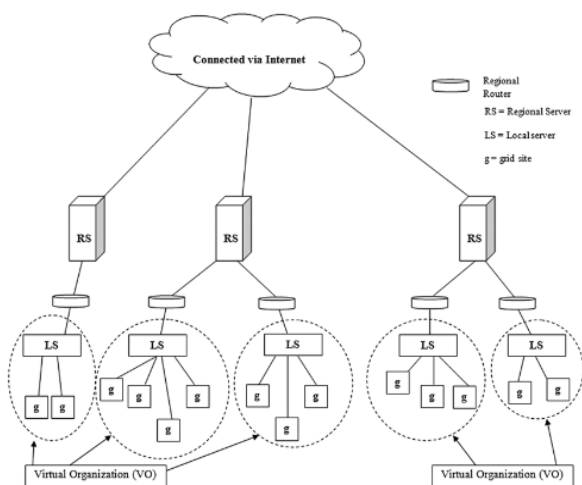 Connected via Internet
Regional
Router
RS = Regional Server
LS = Local server
g = grid site
RS
RS
RS
LS
LS
LS
LS
LS
g
g
g
g
g
g
g
g
g
g
g
g
g
g
Virtual Organization (VO)
Virtual Organization (VO)